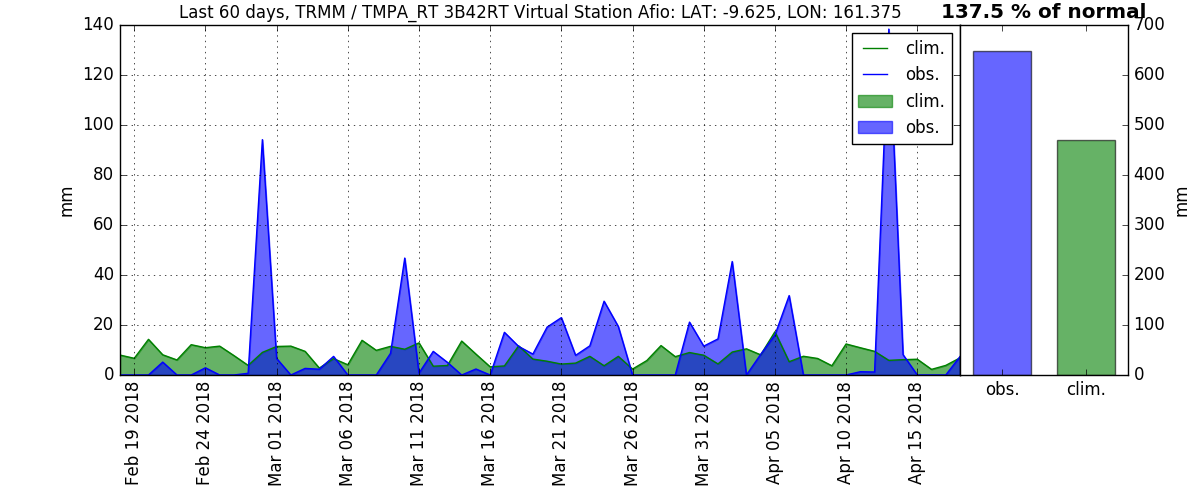 Last 60 days, TRMM / TMPA_RT 3B42RT Virtual Station Afio: LAT: -9.625, LON: 161.375
137.5 % of normal
140
120
100
80
60
40
20
0
mm
clim.
obs.
clim.
obs.
700
600
500
400
300
200
100
0
mm
obs.
clim.
Feb 19 2018
Feb 24 2018
Mar 01 2018
Mar 06 2018
Mar 11 2018
Mar 16 2018
Mar 21 2018
Mar 26 2018
Mar 31 2018
Apr 05 2018
Apr 10 2018
Apr 15 2018